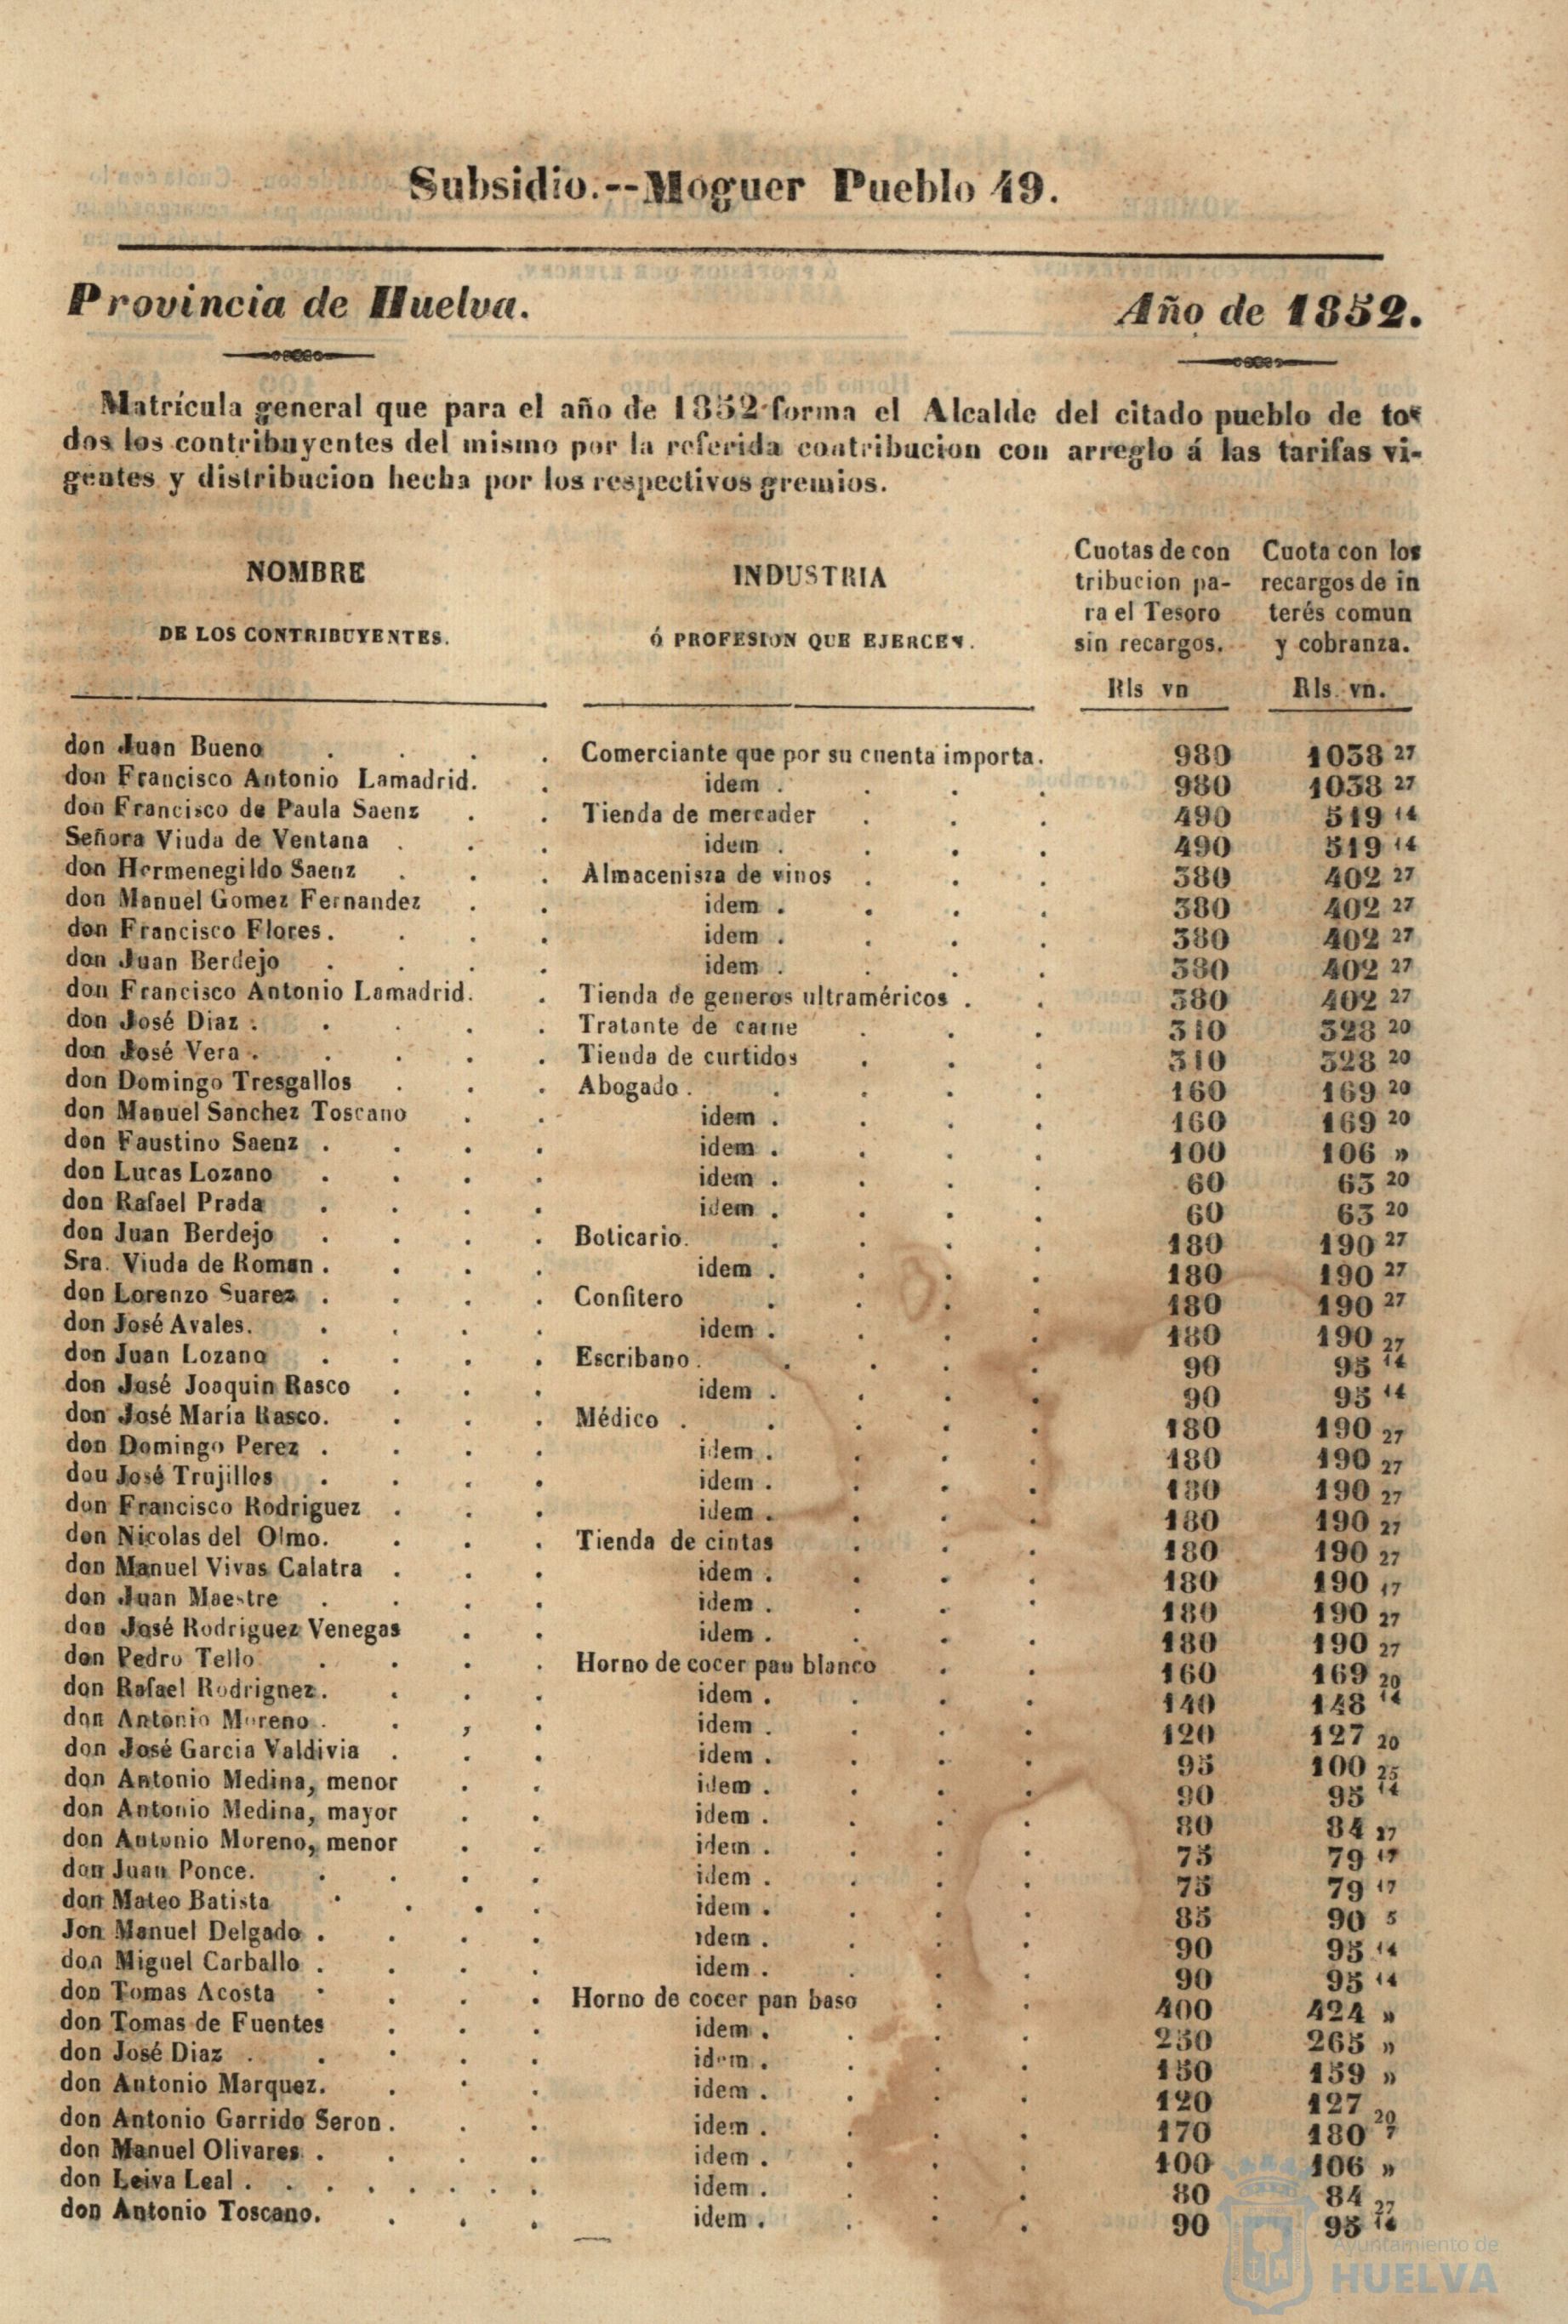 Subsidio.--Moguer Pueblo 49.
Provincia de Huelva.
Año de 1852.
Matrícula general que para el año de 1852 forma el Alcalde del citado pueblo de to-
dos los contribuyentes del mismo por la referida contribucion con arreglo á las tarifas vi-
gentes y distribucion hecha por los respectivos gremios.
NOMBRE
DE LOS CONTRIBUYENTES.
INDUSTRIA
Ó PROFESION QUE EJERCEN.
Cuotas de con
tribucion pa-
ra el Tesoro
sin recargos.
Rls vn
Cuota con los
recargos de in
terés comun
y cobranza.
Rls. vn.
don Juan Bueno . . . . Comerciante que por su cuenta importa. 980 1038 27
don Francisco Antonio Lamadrid. . idem . . . . 980 1038 27
don Francisco de Paula Saenz . . Tienda de mercader . . . 490 519 14
Señora Viuda de Ventana . . . idem . . . . 490 519 14
don Hermenegildo Saenz . . . Almacenista de vinos . . . 380 402 27
don Manuel Gomez Fernandez . . idem . . . . 380 402 27
don Francisco Flores. . . . idem . . . . 380 402 27
don Juan Berdejo . . . . idem . . . . 380 402 27
don Francisco Antonio Lamadrid. . Tienda de generos ultraméricos . . 380 402 27
don José Diaz . . . . . Tratante de carne . . . 310 328 20
don José Vera . . . . . Tienda de curtidos . . . 310 328 20
don Domingo Tresgallos . . . Abogado . . . . . 160 169 20
don Manuel Sanchez Toscano . . idem . . . . 160 169 20
don Faustino Saenz . . . . idem . . . . 100 106 »
don Lucas Lozano . . . . idem . . . . 60 63 20
don Rafael Prada . . . . idem . . . . 60 63 20
don Juan Berdejo . . . . Boticario. . . . . 180 190 27
Sra. Viuda de Roman . . . . idem . . . . 180 190 27
don Lorenzo Suarez . . . . Confitero . . . . 180 190 27
don José Avales. . . . . idem . . . . 180 190 27
don Juan Lozano . . . . Escribano . . . . 90 95 14
don José Joaquin Rasco . . . idem . . . . 90 95 14
don José María Rasco. . . . Médico . . . . . 180 190 27
don Domingo Perez . . . . idem . . . . 180 190 27
don José Trujillos . . . . idem . . . . 180 190 27
don Francisco Rodriguez . . . idem . . . . 180 190 27
don Nicolas del Olmo. . . . Tienda de cintas . . . 180 190 27
don Manuel Vivas Calatra . . . idem . . . . 180 190 17
don Juan Maestre . . . . idem . . . . 180 190 27
don José Rodriguez Venegas . . idem . . . . 180 190 27
don Pedro Tello . . . . Horno de cocer pan blanco . . 160 169 20
don Rafael Rodrignez. . . . idem . . . . 140 148 14
don Antonio Moreno . . , . idem . . . . 120 127 20
don José Garcia Valdivia . . . idem . . . . 95 100 25
don Antonio Medina, menor . . idem . . . . 90 95 14
don Antonio Medina, mayor . . idem . . . . 80 84 27
don Antonio Moreno, menor . . idem . . . . 75 79 17
don Juan Ponce. . . . . idem . . . . 75 79 17
don Mateo Batista . . . . idem . . . . 85 90 5
Jon Manuel Delgado . . . . idem . . . . 90 95 14
don Miguel Carballo . . . . idem . . . . 90 95 14
don Tomas Acosta . . . . Horno de cocer pan baso . . 400 424 »
don Tomas de Fuentes . . . idem . . . . 250 265 »
don José Diaz . . . . . idem . . . . 150 159 »
don Antonio Marquez. . . . idem . . . . 120 127 20
don Antonio Garrido Seron . . . idem . . . . 170 180 7
don Manuel Olivares . . . . idem . . . . 100 106 »
don Leiva Leal . . . . . . . . idem . . . . 80 84 27
don Antonio Toscano. . . . idem . . . . 90 95 14
Ayuntamiento de
HUELVA